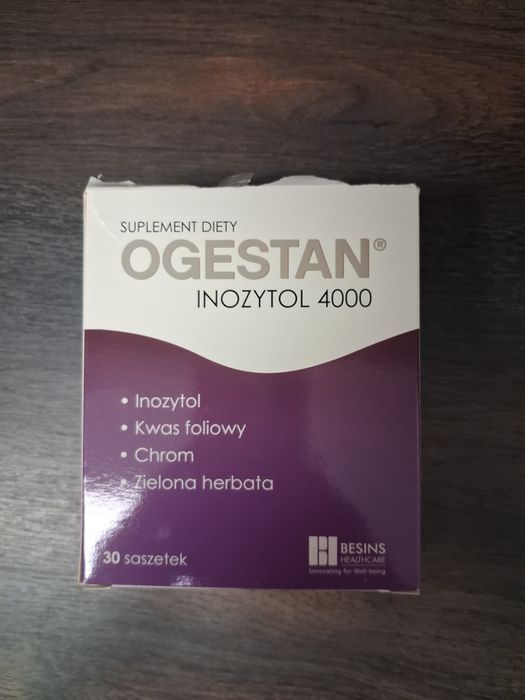 SUPLEMENT DIETY
OGESTAN®
INOZYTOL 4000
• Inozytol
• Kwas foliowy
• Chrom
• Zielona herbata
30 saszetek
BESINS
HEALTHCARE
Innovating for Well-being